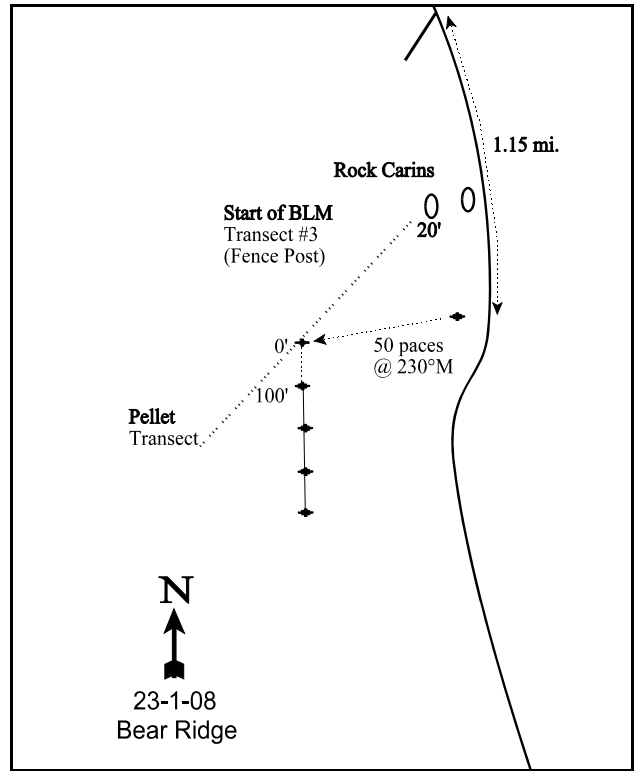 1.15 mi.
Rock Carins
20'
Start of BLM
Transect #3
(Fence Post)
0'
50 paces
@ 230°M
100'
Pellet
Transect
N
23-1-08
Bear Ridge